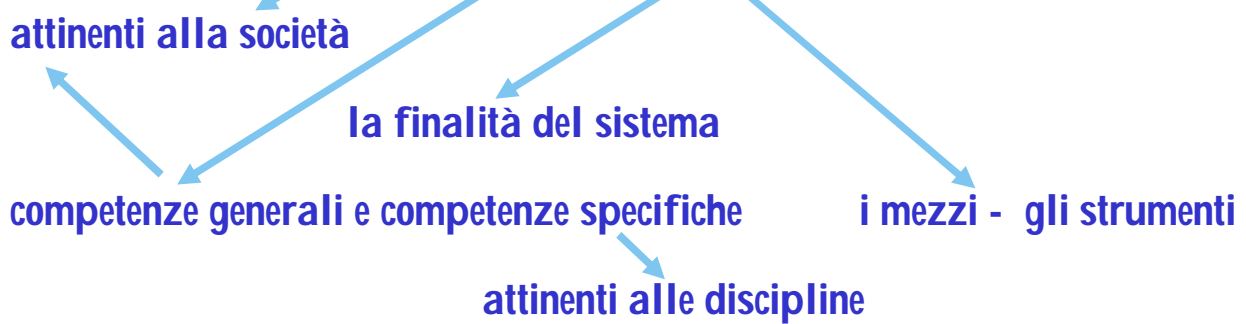 attinenti alla società
la finalità del sistema
competenze generali e competenze specifiche
i mezzi - gli strumenti
attinenti alle discipline